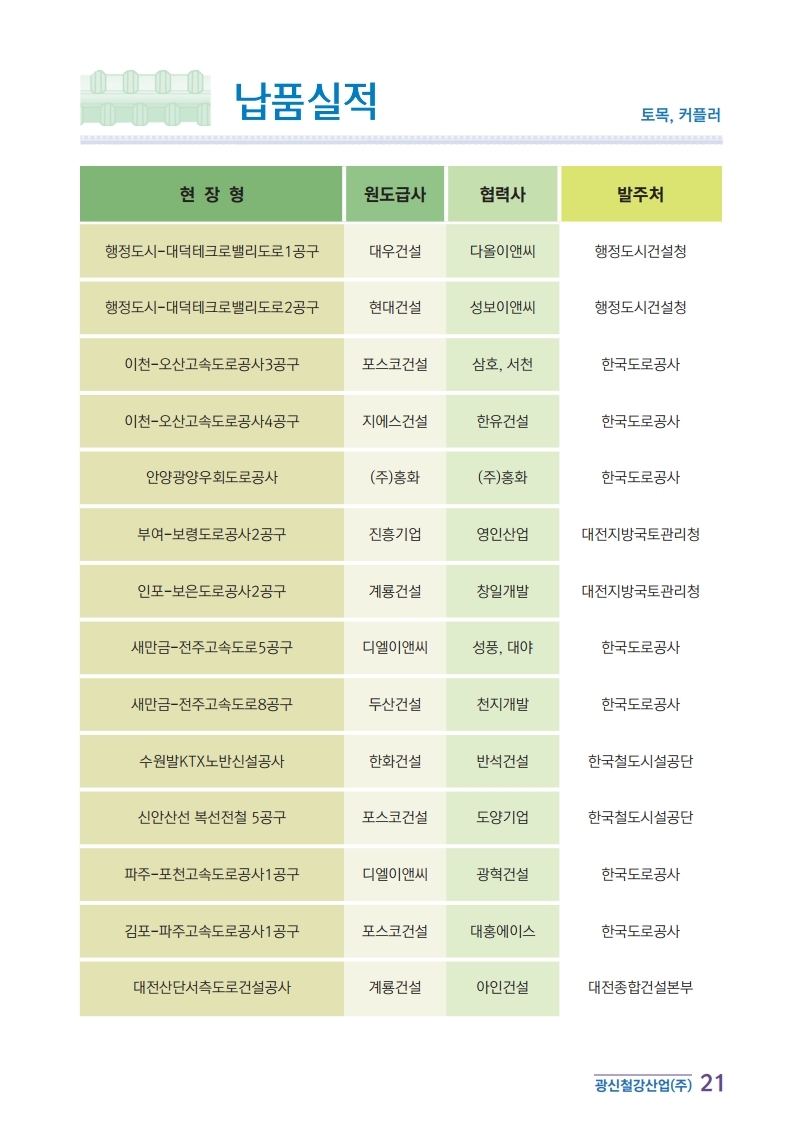 납품실적
토목, 커플러
현 장 형 원도급사 협력사 발주처
행정도시-대덕테크로밸리도로1공구 대우건설 다올이앤씨 행정도시건설청
행정도시-대덕테크로밸리도로2공구 현대건설 성보이앤씨 행정도시건설청
이천-오산고속도로공사3공구 포스코건설 삼호, 서천 한국도로공사
이천-오산고속도로공사4공구 지에스건설 한유건설 한국도로공사
안양광양우회도로공사 (주)홍화 (주)홍화 한국도로공사
부여-보령도로공사2공구 진흥기업 영인산업 대전지방국토관리청
인포-보은도로공사2공구 계룡건설 창일개발 대전지방국토관리청
새만금-전주고속도로5공구 디엘이앤씨 성풍, 대야 한국도로공사
새만금-전주고속도로8공구 두산건설 천지개발 한국도로공사
수원발KTX노반신설공사 한화건설 반석건설 한국철도시설공단
신안산선 복선전철 5공구 포스코건설 도양기업 한국철도시설공단
파주-포천고속도로공사1공구 디엘이앤씨 광혁건설 한국도로공사
김포-파주고속도로공사1공구 포스코건설 대홍에이스 한국도로공사
대전산단서측도로건설공사 계룡건설 아인건설 대전종합건설본부
광신철강산업(주) 21